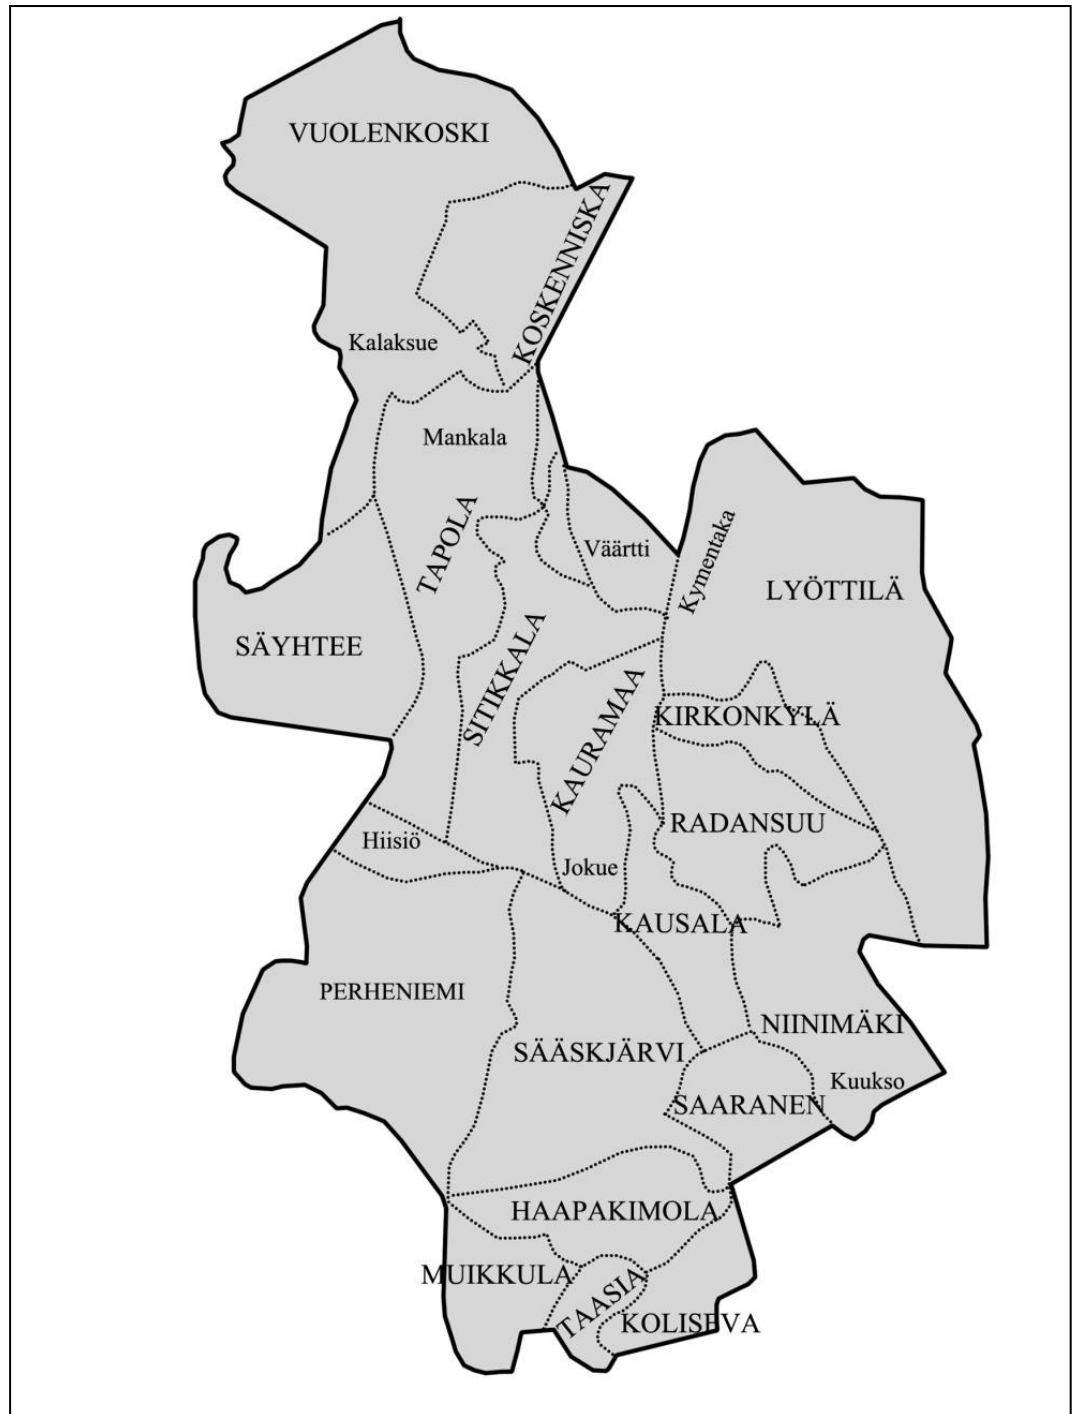 VUOLENKOSKI
KOSKENNISKA
Kalaksue
Mankala
TAPOLA
Väärtti
Kymentaka
LYÖTTILÄ
SÄYHTEE
SITIKKALA
KAURAMAA
KIRKONKYLÄ
RADANSUU
Hiisiö
Jokue
KAUSALA
PERHENIEMI
NIINIMÄKI
SÄÄSKJÄRVI
Kuukso
SAARANEN
HAAPAKIMOLA
MUIKKULA
TAASIA
KOLISEVA